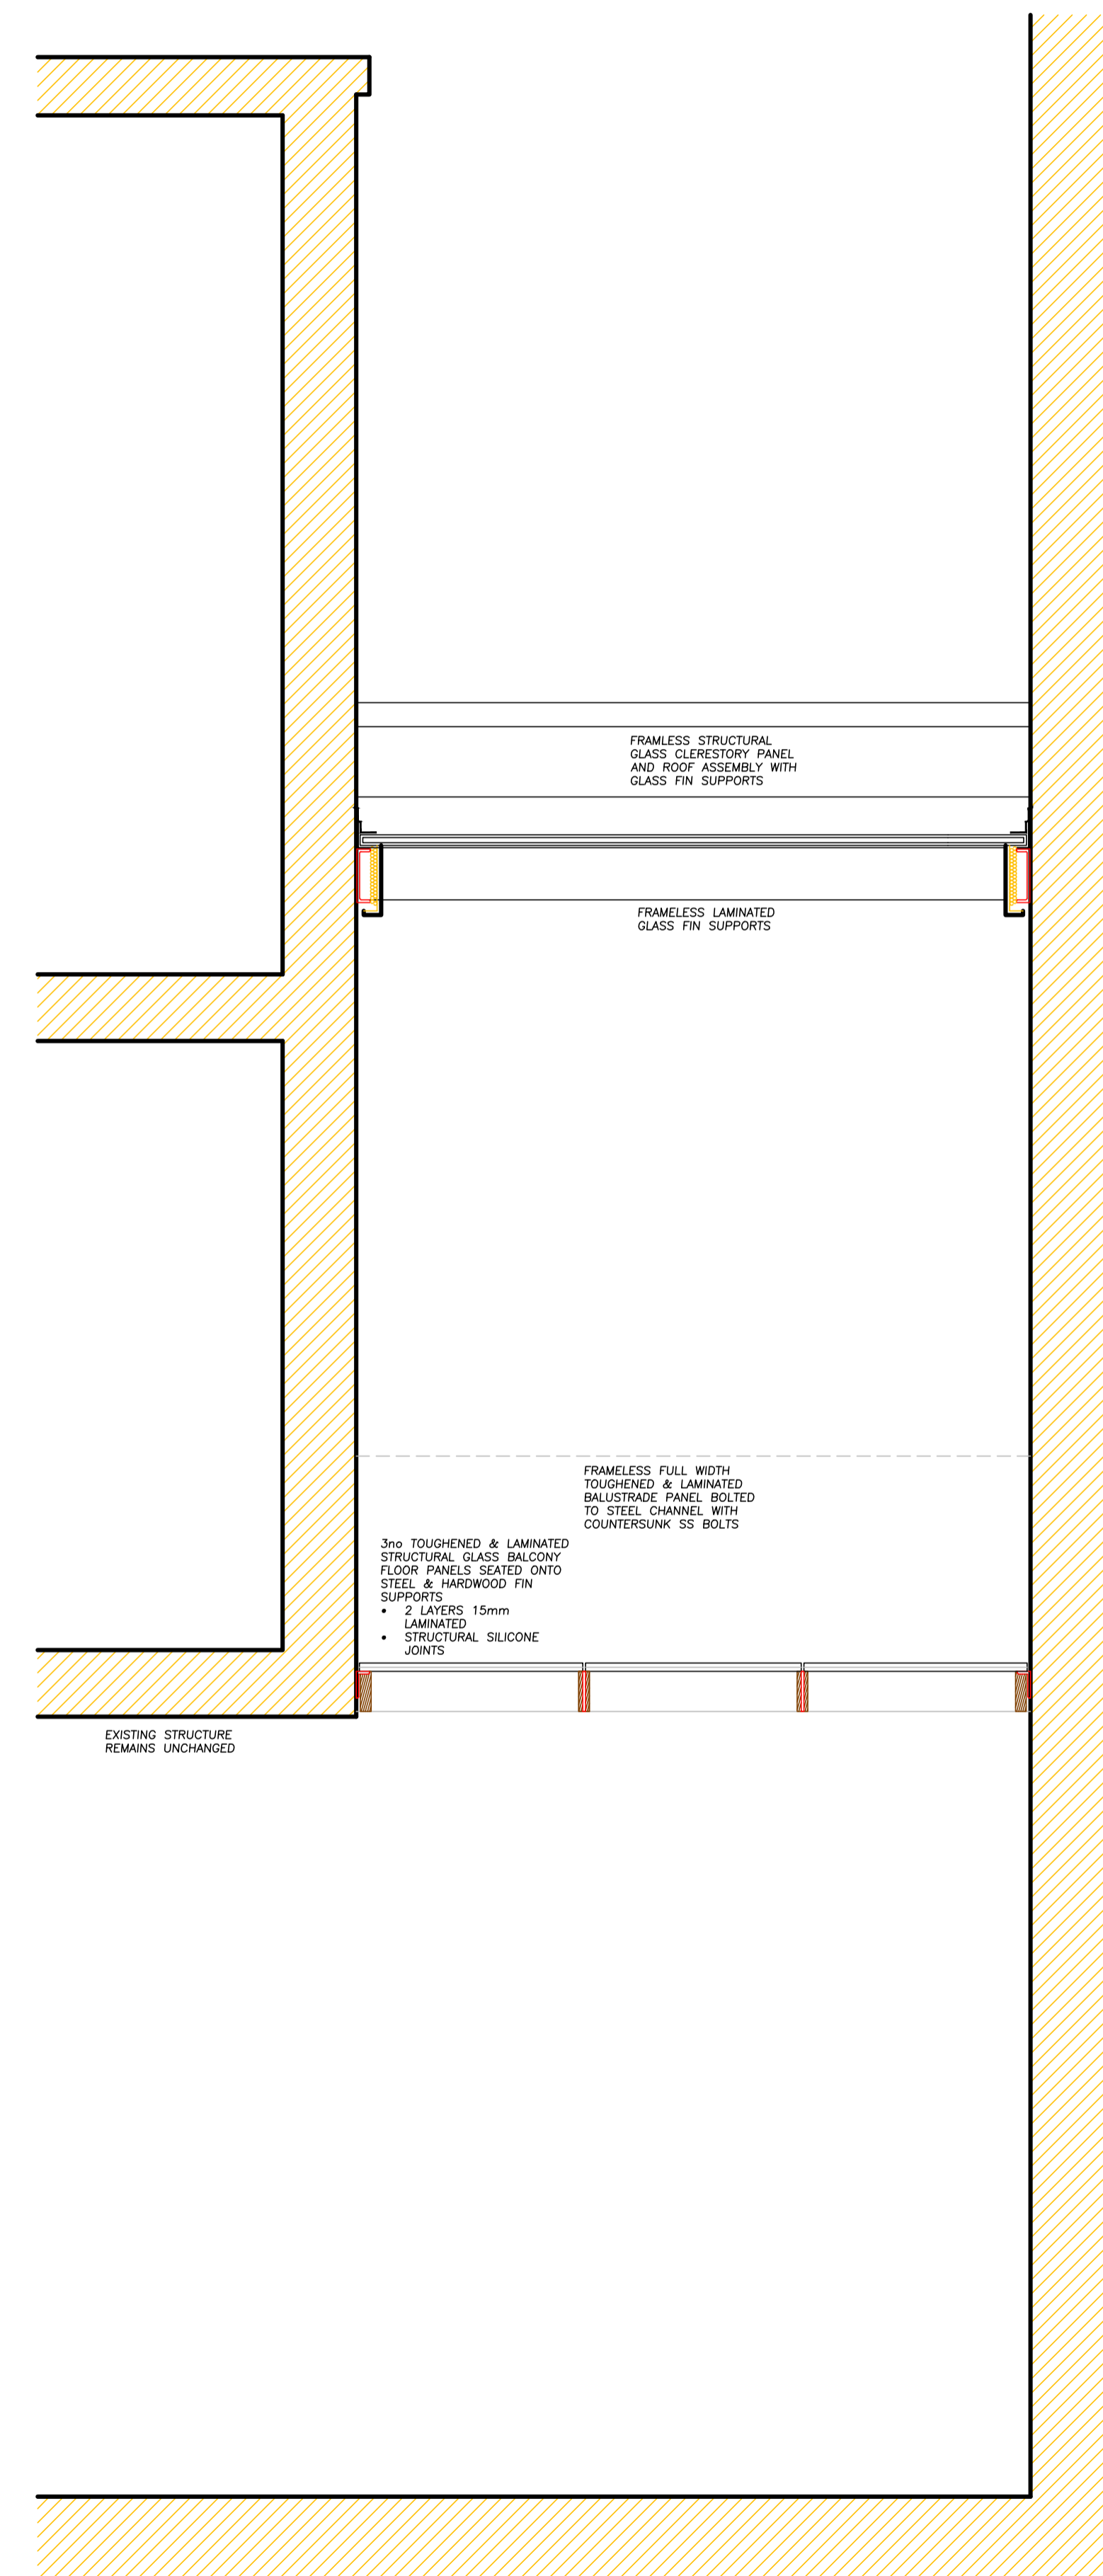 FRAMLESS STRUCTURAL
GLASS CLERESTORY PANEL
AND ROOF ASSEMBLY WITH
GLASS FIN SUPPORTS
FRAMELESS LAMINATED
GLASS FIN SUPPORTS
FRAMELESS FULL WIDTH
TOUGHENED & LAMINATED
BALUSTRADE PANEL BOLTED
TO STEEL CHANNEL WITH
COUNTERSUNK SS BOLTS
3no TOUGHENED & LAMINATED
STRUCTURAL GLASS BALCONY
FLOOR PANELS SEATED ONTO
STEEL & HARDWOOD FIN
SUPPORTS
• 2 LAYERS 15mm
LAMINATED
• STRUCTURAL SILICONE
JOINTS
EXISTING STRUCTURE
REMAINS UNCHANGED